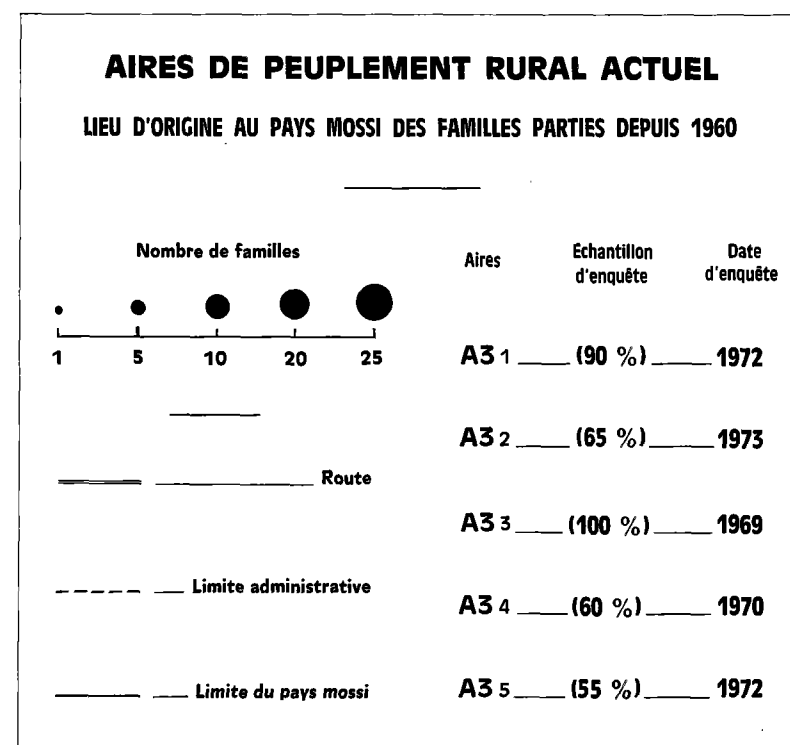 AIRES DE PEUPLEMENT RURAL ACTUEL
LIEU D'ORIGINE AU PAYS MOSSI DES FAMILLES PARTIES DEPUIS 1960
Nombre de familles
1 5 10 20 25
Route
Limite administrative
Limite du pays mossi
Aires Echantillon d'enquête Date d'enquête
A3 1 (90 %) 1972
A3 2 (65 %) 1973
A3 3 (100 %) 1969
A3 4 (60 %) 1970
A3 5 (55 %) 1972